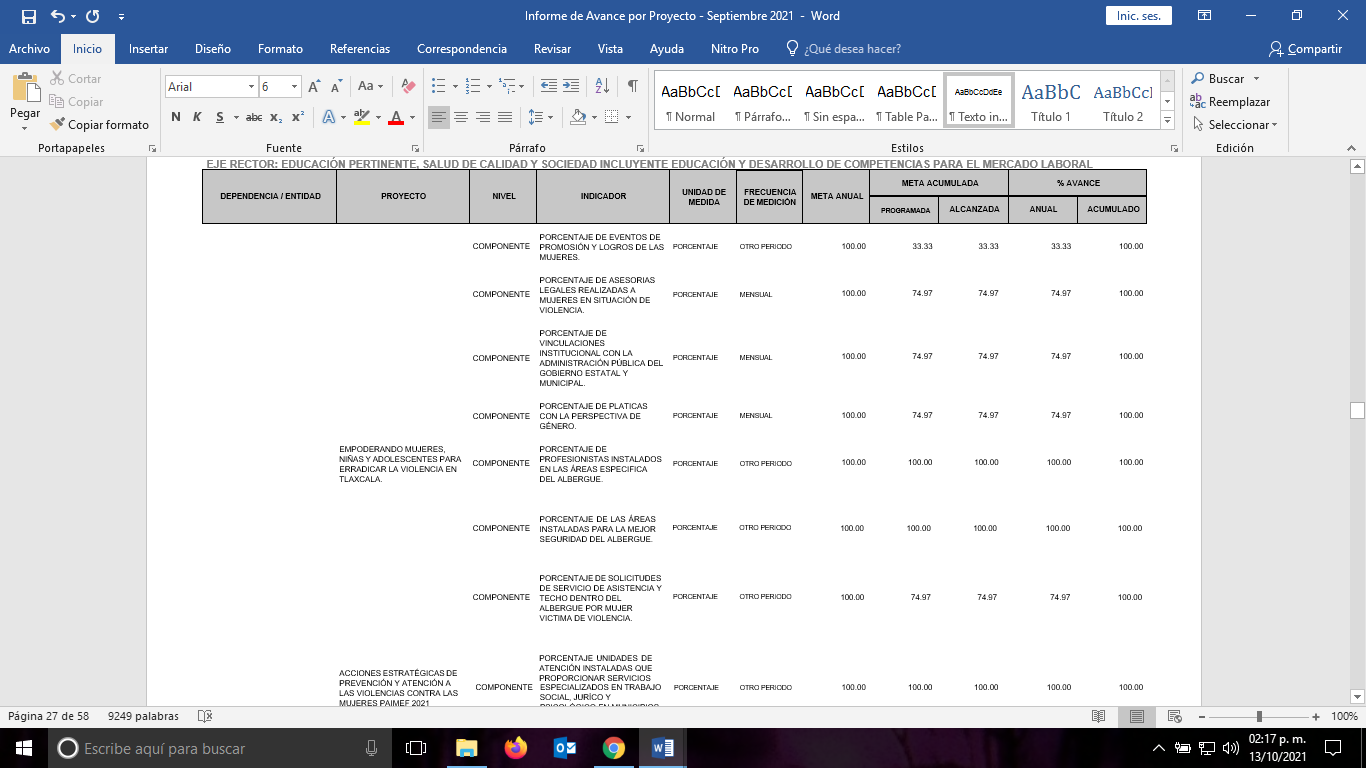 Informe de Avance por Proyecto - Septiembre 2021 - Word
Inic. ses.
Archivo Inicio Insertar Diseño Formato Referencias Correspondencia Revisar Vista Ayuda Nitro Pro ¿Qué desea hacer? Compartir
Pegar
Cortar
Copiar
Copiar formato
Portapapeles
Arial 6
N K S abc x₂ x²
Fuente
Párrafo
AaBbCcD AaBbCcD AaBbCcD AaBbCcD AaBbCcDdEe AaBbC AaBbCcI
¶ Normal ¶ Párrafo... ¶ Sin espa... ¶ Table Pa... ¶ Texto in... Título 1 Título 2
Estilos
Buscar
Reemplazar
Seleccionar
Edición
EJE RECTOR: EDUCACIÓN PERTINENTE, SALUD DE CALIDAD Y SOCIEDAD INCLUYENTE EDUCACIÓN Y DESARROLLO DE COMPETENCIAS PARA EL MERCADO LABORAL
DEPENDENCIA / ENTIDAD
PROYECTO
NIVEL
INDICADOR
UNIDAD DE
MEDIDA
FRECUENCIA
DE MEDICIÓN
META ANUAL
META ACUMULADA
PROGRAMADA ALCANZADA
% AVANCE
ANUAL ACUMULADO
COMPONENTE
PORCENTAJE DE EVENTOS DE
PROMOSIÓN Y LOGROS DE LAS
MUJERES.
PORCENTAJE OTRO PERIODO 100.00 33.33 33.33 33.33 100.00
COMPONENTE
PORCENTAJE DE ASESORIAS
LEGALES REALIZADAS A
MUJERES EN SITUACIÓN DE
VIOLENCIA.
PORCENTAJE MENSUAL 100.00 74.97 74.97 74.97 100.00
COMPONENTE
PORCENTAJE DE
VINCULACIONES
INSTITUCIONAL CON LA
ADMINISTRACIÓN PÚBLICA DEL
GOBIERNO ESTATAL Y
MUNICIPAL.
PORCENTAJE MENSUAL 100.00 74.97 74.97 74.97 100.00
COMPONENTE
PORCENTAJE DE PLATICAS
CON LA PERSPECTIVA DE
GÉNERO.
PORCENTAJE MENSUAL 100.00 74.97 74.97 74.97 100.00
EMPODERANDO MUJERES,
NIÑAS Y ADOLESCENTES PARA
ERRADICAR LA VIOLENCIA EN
TLAXCALA.
COMPONENTE
PORCENTAJE DE
PROFESIONISTAS INSTALADOS
EN LAS ÁREAS ESPECIFICA
DEL ALBERGUE.
PORCENTAJE OTRO PERIODO 100.00 100.00 100.00 100.00 100.00
COMPONENTE
PORCENTAJE DE LAS ÁREAS
INSTALADAS PARA LA MEJOR
SEGURIDAD DEL ALBERGUE.
PORCENTAJE OTRO PERIODO 100.00 100.00 100.00 100.00 100.00
COMPONENTE
PORCENTAJE DE SOLICITUDES
DE SERVICIO DE ASISTENCIA Y
TECHO DENTRO DEL
ALBERGUE POR MUJER
VICTIMA DE VIOLENCIA.
PORCENTAJE OTRO PERIODO 100.00 74.97 74.97 74.97 100.00
ACCIONES ESTRATÉGICAS DE
PREVENCIÓN Y ATENCIÓN A
LAS VIOLENCIAS CONTRA LAS
MUJERES PAIMEF 2021
COMPONENTE
PORCENTAJE UNIDADES DE
ATENCIÓN INSTALADAS QUE
PROPORCIONAR SERVICIOS
ESPECIALIZADOS EN TRABAJO
SOCIAL, JURÍCO Y
PSICOLÓGICO EN MUNICIPIOS
PORCENTAJE OTRO PERIODO 100.00 100.00 100.00 100.00 100.00
Página 27 de 58 9249 palabras 100%
Escribe aquí para buscar
02:17 p. m.
13/10/2021